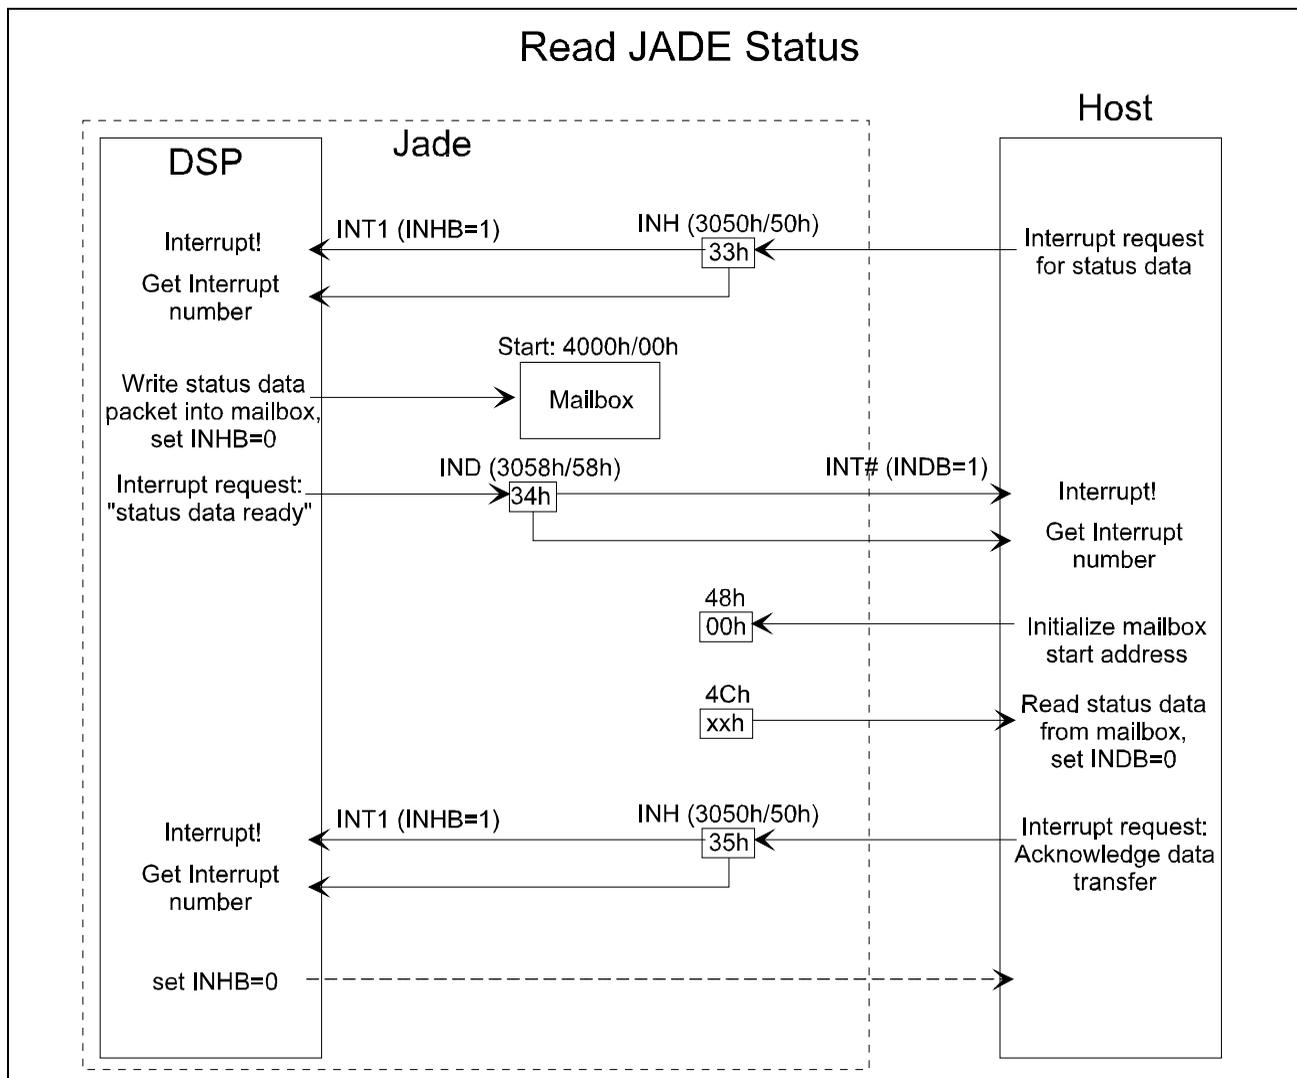 Read JADE Status
Host
Jade
DSP
INT1 (INHB=1)
INH (3050h/50h)
Interrupt!
33h
Interrupt request
for status data
Get Interrupt
number
Start: 4000h/00h
Write status data
packet into mailbox,
set INHB=0
Mailbox
IND (3058h/58h)
INT# (INDB=1)
Interrupt request:
"status data ready"
34h
Interrupt!
Get Interrupt
number
48h
00h
Initialize mailbox
start address
4Ch
xxh
Read status data
from mailbox,
set INDB=0
INT1 (INHB=1)
INH (3050h/50h)
Interrupt!
35h
Interrupt request:
Acknowledge data
transfer
Get Interrupt
number
set INHB=0